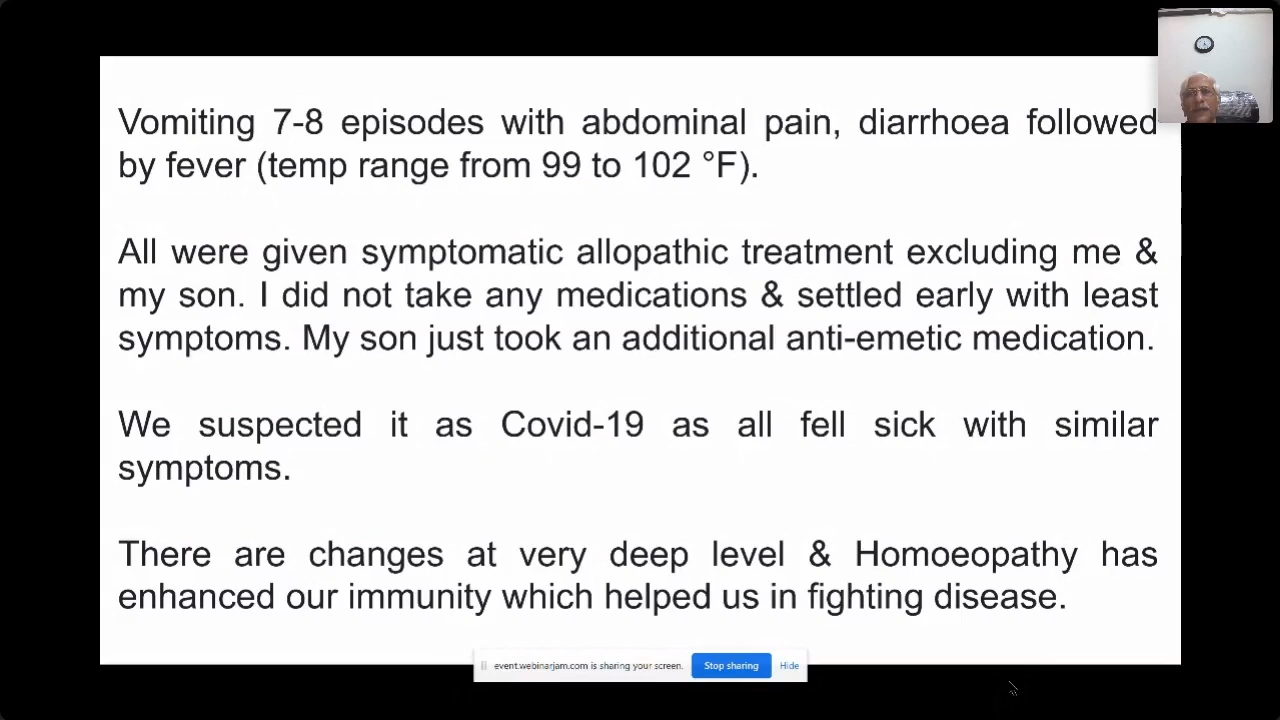 Vomiting 7-8 episodes with abdominal pain, diarrhoea followed
by fever (temp range from 99 to 102 °F).
All were given symptomatic allopathic treatment excluding me &
my son. I did not take any medications & settled early with least
symptoms. My son just took an additional anti-emetic medication.
We suspected it as Covid-19 as all fell sick with similar
symptoms.
There are changes at very deep level & Homoeopathy has
enhanced our immunity which helped us in fighting disease.
event.webinarjam.com is sharing your screen. Stop sharing Hide